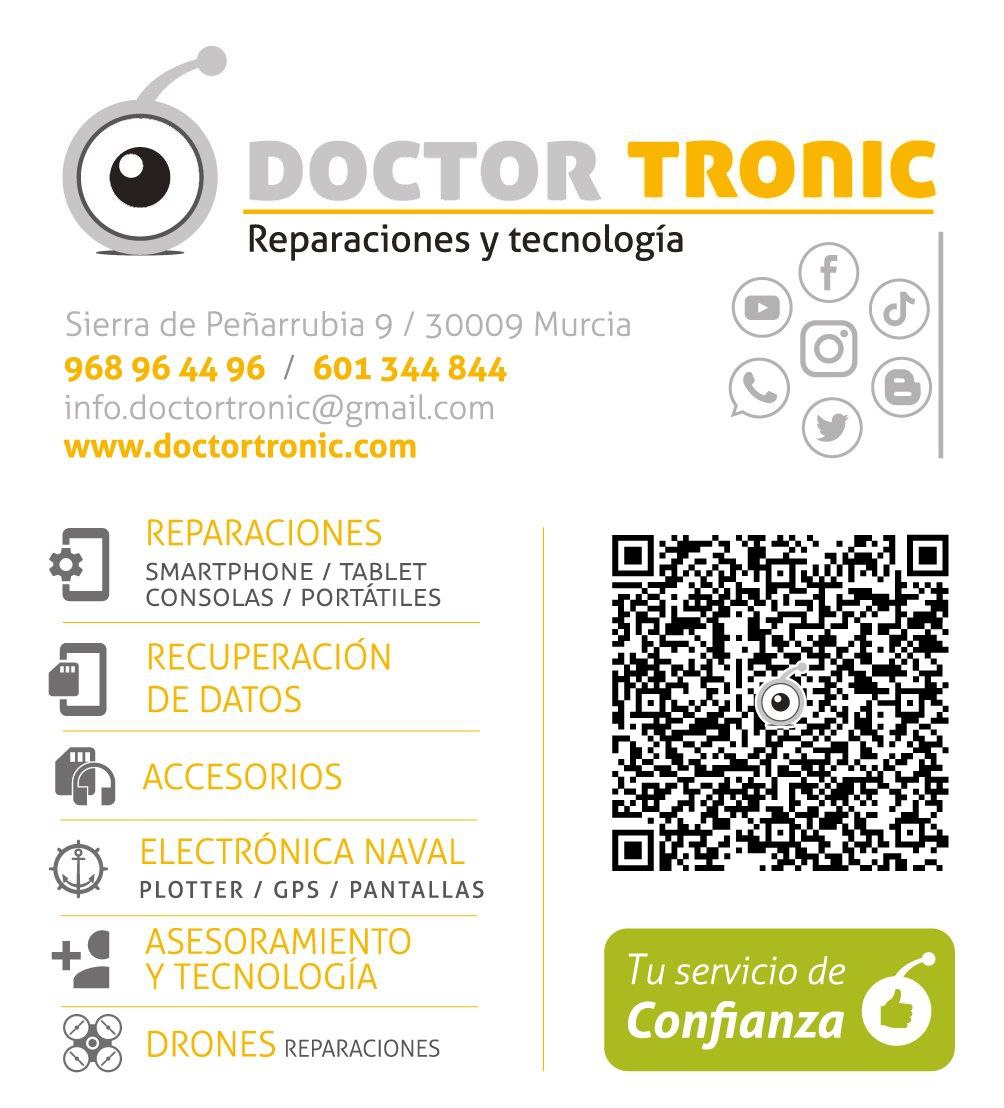 DOCTOR TRONIC
Reparaciones y tecnología
Sierra de Peñarrubia 9 / 30009 Murcia
968 96 44 96 / 601 344 844
info.doctortronic@gmail.com
www.doctortronic.com
REPARACIONES
SMARTPHONE / TABLET
CONSOLAS / PORTÁTILES
RECUPERACIÓN
DE DATOS
ACCESORIOS
ELECTRÓNICA NAVAL
PLOTTER / GPS / PANTALLAS
ASESORAMIENTO
Y TECNOLOGÍA
DRONES REPARACIONES
Tu servicio de
Confianza